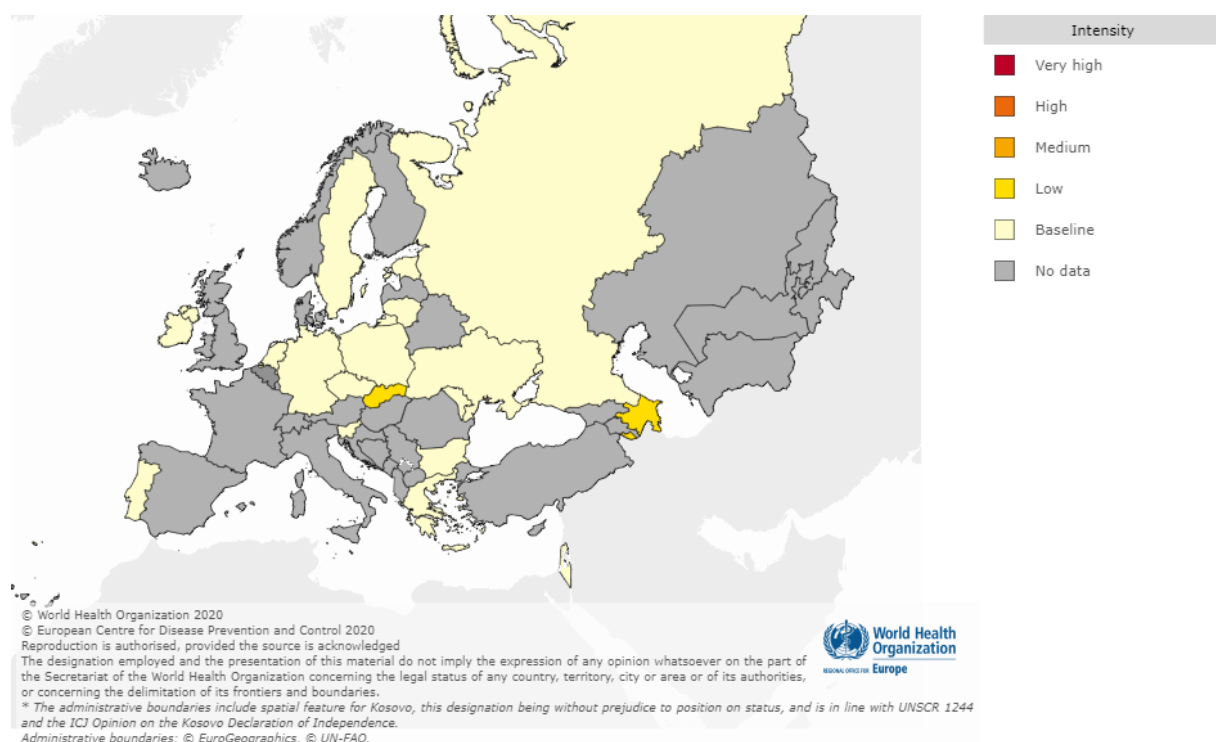 Intensity
Very high
High
Medium
Low
Baseline
No data
© World Health Organization 2020
© European Centre for Disease Prevention and Control 2020
Reproduction is authorised, provided the source is acknowledged
The designation employed and the presentation of this material do not imply the expression of any opinion whatsoever on the part of
the Secretariat of the World Health Organization concerning the legal status of any country, territory, city or area or of its authorities,
or concerning the delimitation of its frontiers and boundaries.
* The administrative boundaries include spatial feature for Kosovo, this designation being without prejudice to position on status, and is in line with UNSCR 1244
and the ICJ Opinion on the Kosovo Declaration of Independence.
Administrative boundaries: © EuroGeographics, © UN-FAO.
World Health
Organization
REGIONAL OFFICE FOR Europe